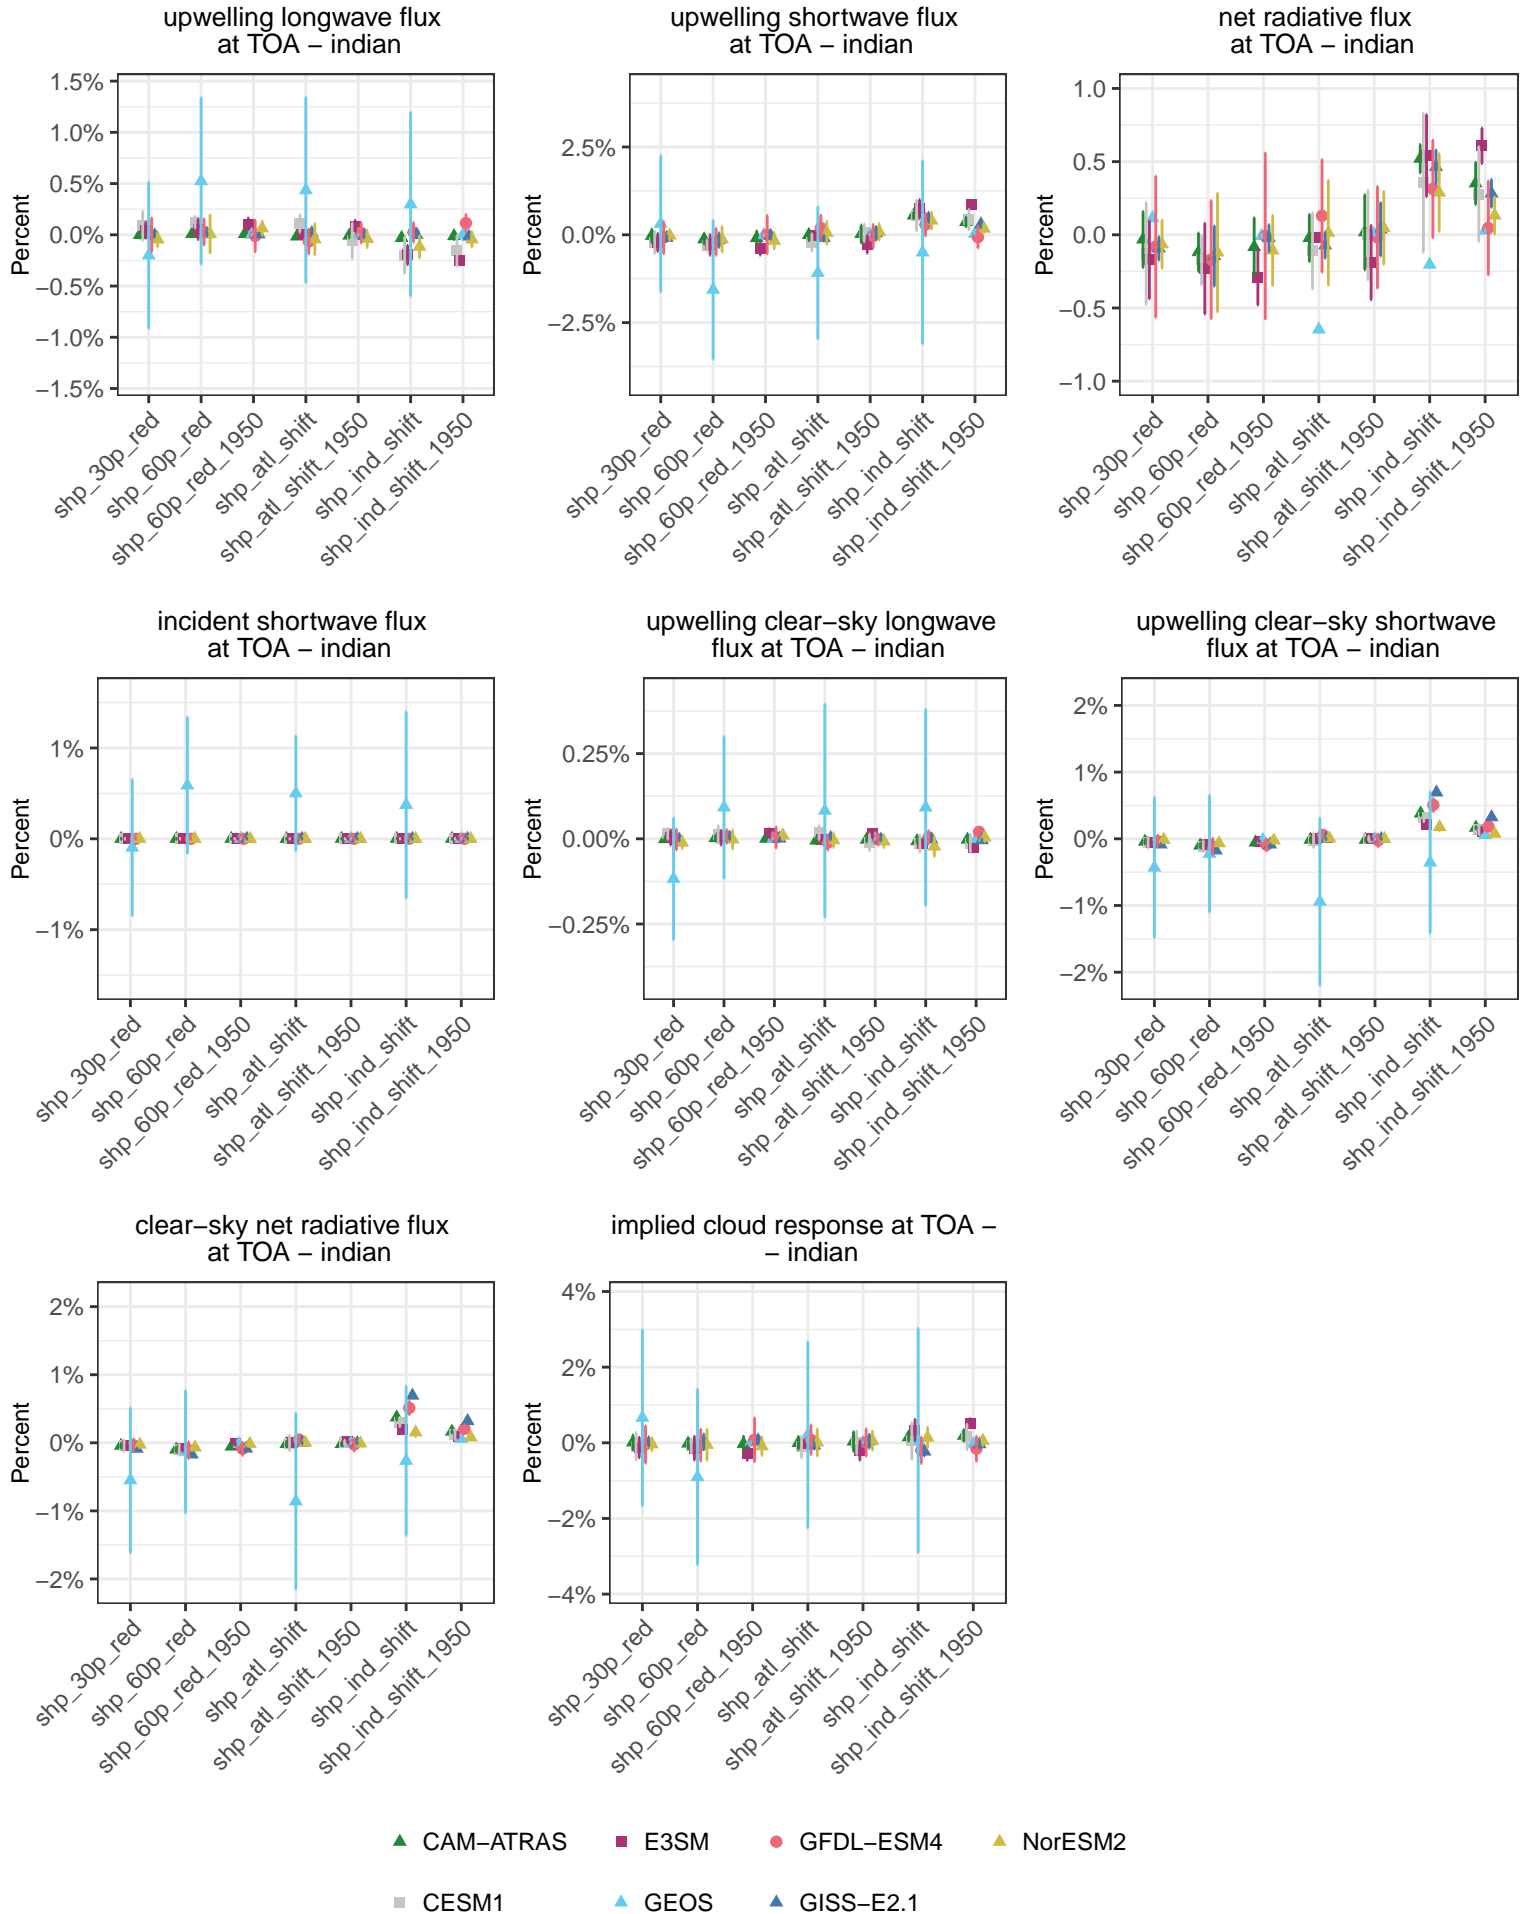 upwelling longwave flux
at TOA – indian
Percent
1.5%
1.0%
0.5%
0.0%
−0.5%
−1.0%
−1.5%
shp_30p_red
shp_60p_red
shp_60p_red_1950
shp_atl_shift
shp_atl_shift_1950
shp_ind_shift
shp_ind_shift_1950
upwelling shortwave flux
at TOA – indian
Percent
2.5%
0.0%
−2.5%
shp_30p_red
shp_60p_red
shp_60p_red_1950
shp_atl_shift
shp_atl_shift_1950
shp_ind_shift
shp_ind_shift_1950
net radiative flux
at TOA – indian
Percent
1.0
0.5
0.0
−0.5
−1.0
shp_30p_red
shp_60p_red
shp_60p_red_1950
shp_atl_shift
shp_atl_shift_1950
shp_ind_shift
shp_ind_shift_1950
incident shortwave flux
at TOA – indian
Percent
1%
0%
−1%
shp_30p_red
shp_60p_red
shp_60p_red_1950
shp_atl_shift
shp_atl_shift_1950
shp_ind_shift
shp_ind_shift_1950
upwelling clear−sky longwave
flux at TOA – indian
Percent
0.25%
0.00%
−0.25%
shp_30p_red
shp_60p_red
shp_60p_red_1950
shp_atl_shift
shp_atl_shift_1950
shp_ind_shift
shp_ind_shift_1950
upwelling clear−sky shortwave
flux at TOA – indian
Percent
2%
1%
0%
−1%
−2%
shp_30p_red
shp_60p_red
shp_60p_red_1950
shp_atl_shift
shp_atl_shift_1950
shp_ind_shift
shp_ind_shift_1950
clear−sky net radiative flux
at TOA – indian
Percent
2%
1%
0%
−1%
−2%
shp_30p_red
shp_60p_red
shp_60p_red_1950
shp_atl_shift
shp_atl_shift_1950
shp_ind_shift
shp_ind_shift_1950
implied cloud response at TOA –
– indian
Percent
4%
2%
0%
−2%
−4%
shp_30p_red
shp_60p_red
shp_60p_red_1950
shp_atl_shift
shp_atl_shift_1950
shp_ind_shift
shp_ind_shift_1950
CAM−ATRAS E3SM GFDL−ESM4 NorESM2
CESM1 GEOS GISS−E2.1